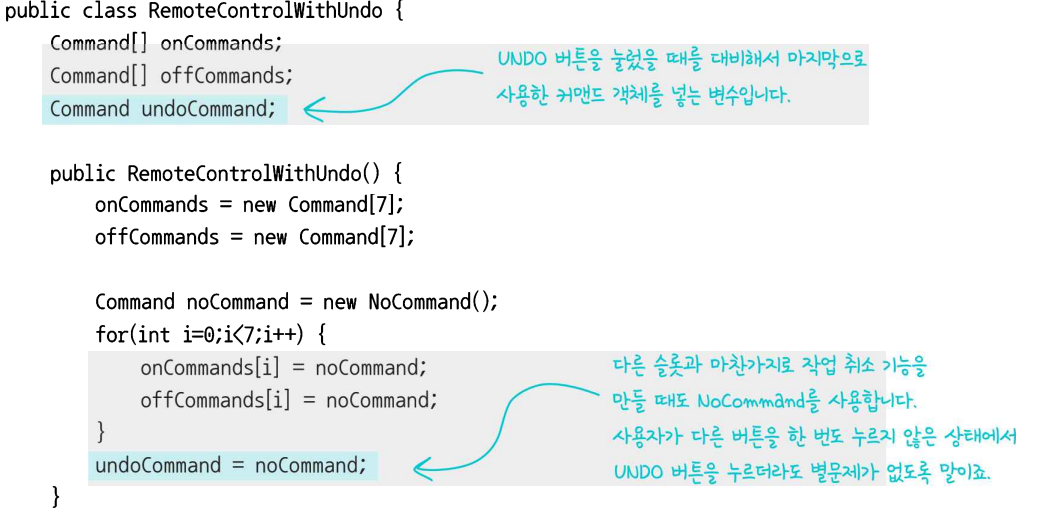 public class RemoteControlWithUndo {
Command[] onCommands;
Command[] offCommands;
Command undoCommand;
UNDO 버튼을 눌렀을 때를 대비해서 마지막으로
사용한 커맨드 객체를 넣는 변수입니다.
public RemoteControlWithUndo() {
onCommands = new Command[7];
offCommands = new Command[7];
Command noCommand = new NoCommand();
for(int i=0;i<7;i++) {
onCommands[i] = noCommand;
offCommands[i] = noCommand;
}
undoCommand = noCommand;
다른 슬롯과 마찬가지로 작업 취소 기능을
만들 때도 NoCommand를 사용합니다.
사용자가 다른 버튼을 한 번도 누르지 않은 상태에서
UNDO 버튼을 누르더라도 별문제가 없도록 말이죠.
}